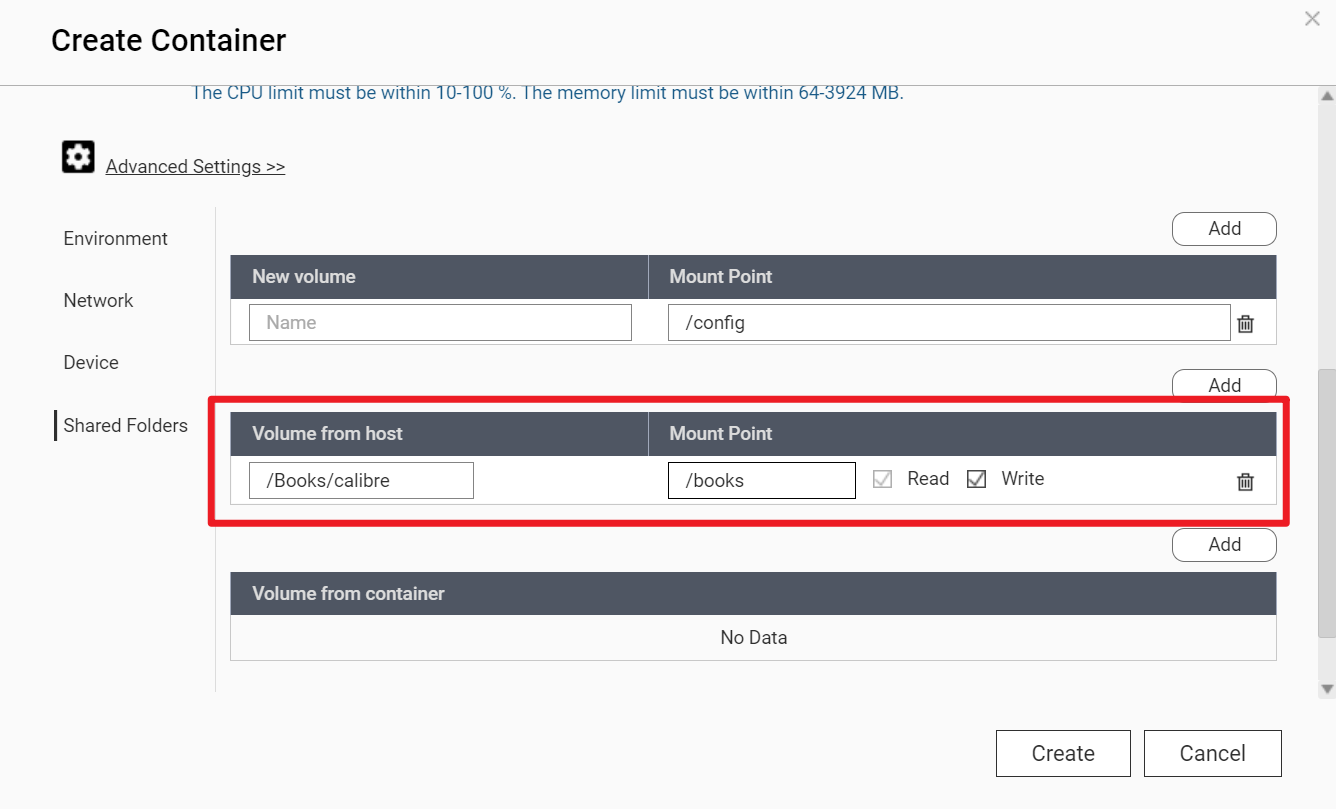 Create Container
The CPU limit must be within 10-100 %. The memory limit must be within 64-3924 MB.
Advanced Settings >>
Environment
Network
Device
Shared Folders
Add
New volume Mount Point
Name /config
Add
Volume from host Mount Point
/Books/calibre /books Read Write
Add
Volume from container
No Data
Create Cancel